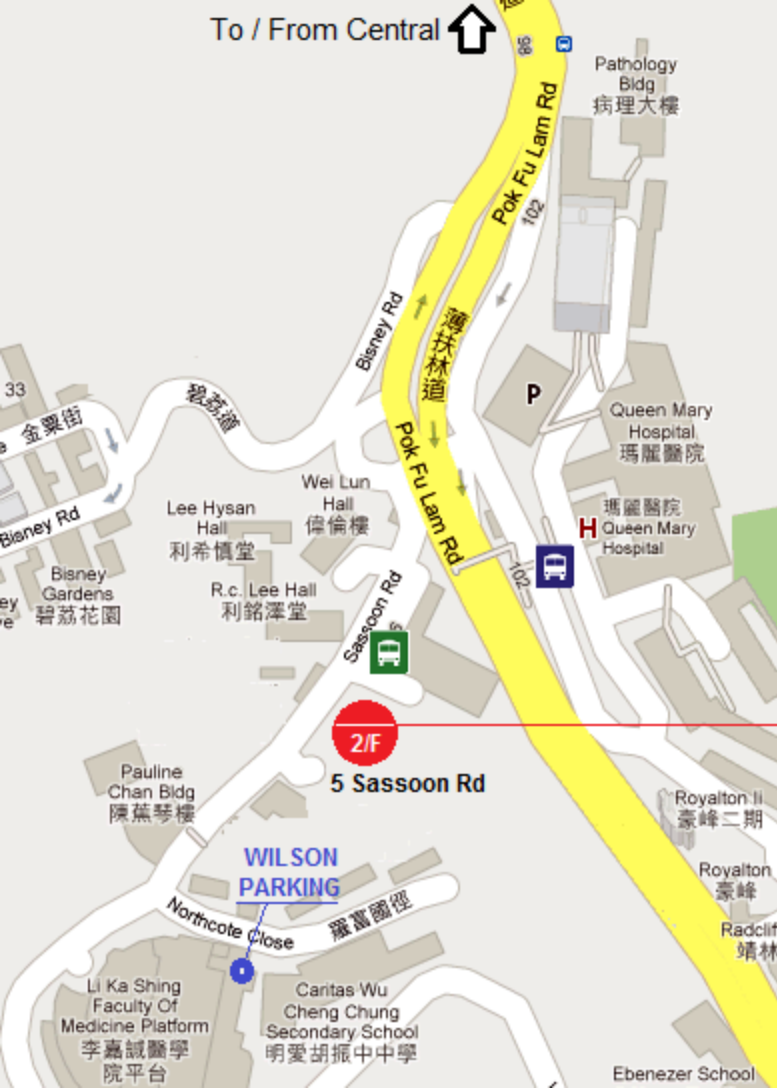 To / From Central
98
Pathology
Bldg
病理大樓
Pok Fu Lam Rd
102
Bisney Rd
薄扶林道
33
金粟街
碧荔道
P
Queen Mary
Hospital
瑪麗醫院
Pok Fu Lam Rd
Wei Lun
Hall
偉倫樓
Lee Hysan
Hall
利希慎堂
瑪麗醫院
H Queen Mary
Hospital
Bisney Rd
102
Bisney
Gardens
碧荔花園
R.c. Lee Hall
利銘澤堂
Sassoon Rd
2/F
5 Sassoon Rd
Pauline
Chan Bldg
陳蕉琴樓
Royalton Ii
豪峰二期
WILSON
PARKING
Royalton
豪峰
Northcote Close
羅富國徑
Radclif
靖林
Li Ka Shing
Faculty Of
Medicine Platform
李嘉誠醫學
院平台
Caritas Wu
Cheng Chung
Secondary School
明愛胡振中中學
Ebenezer School